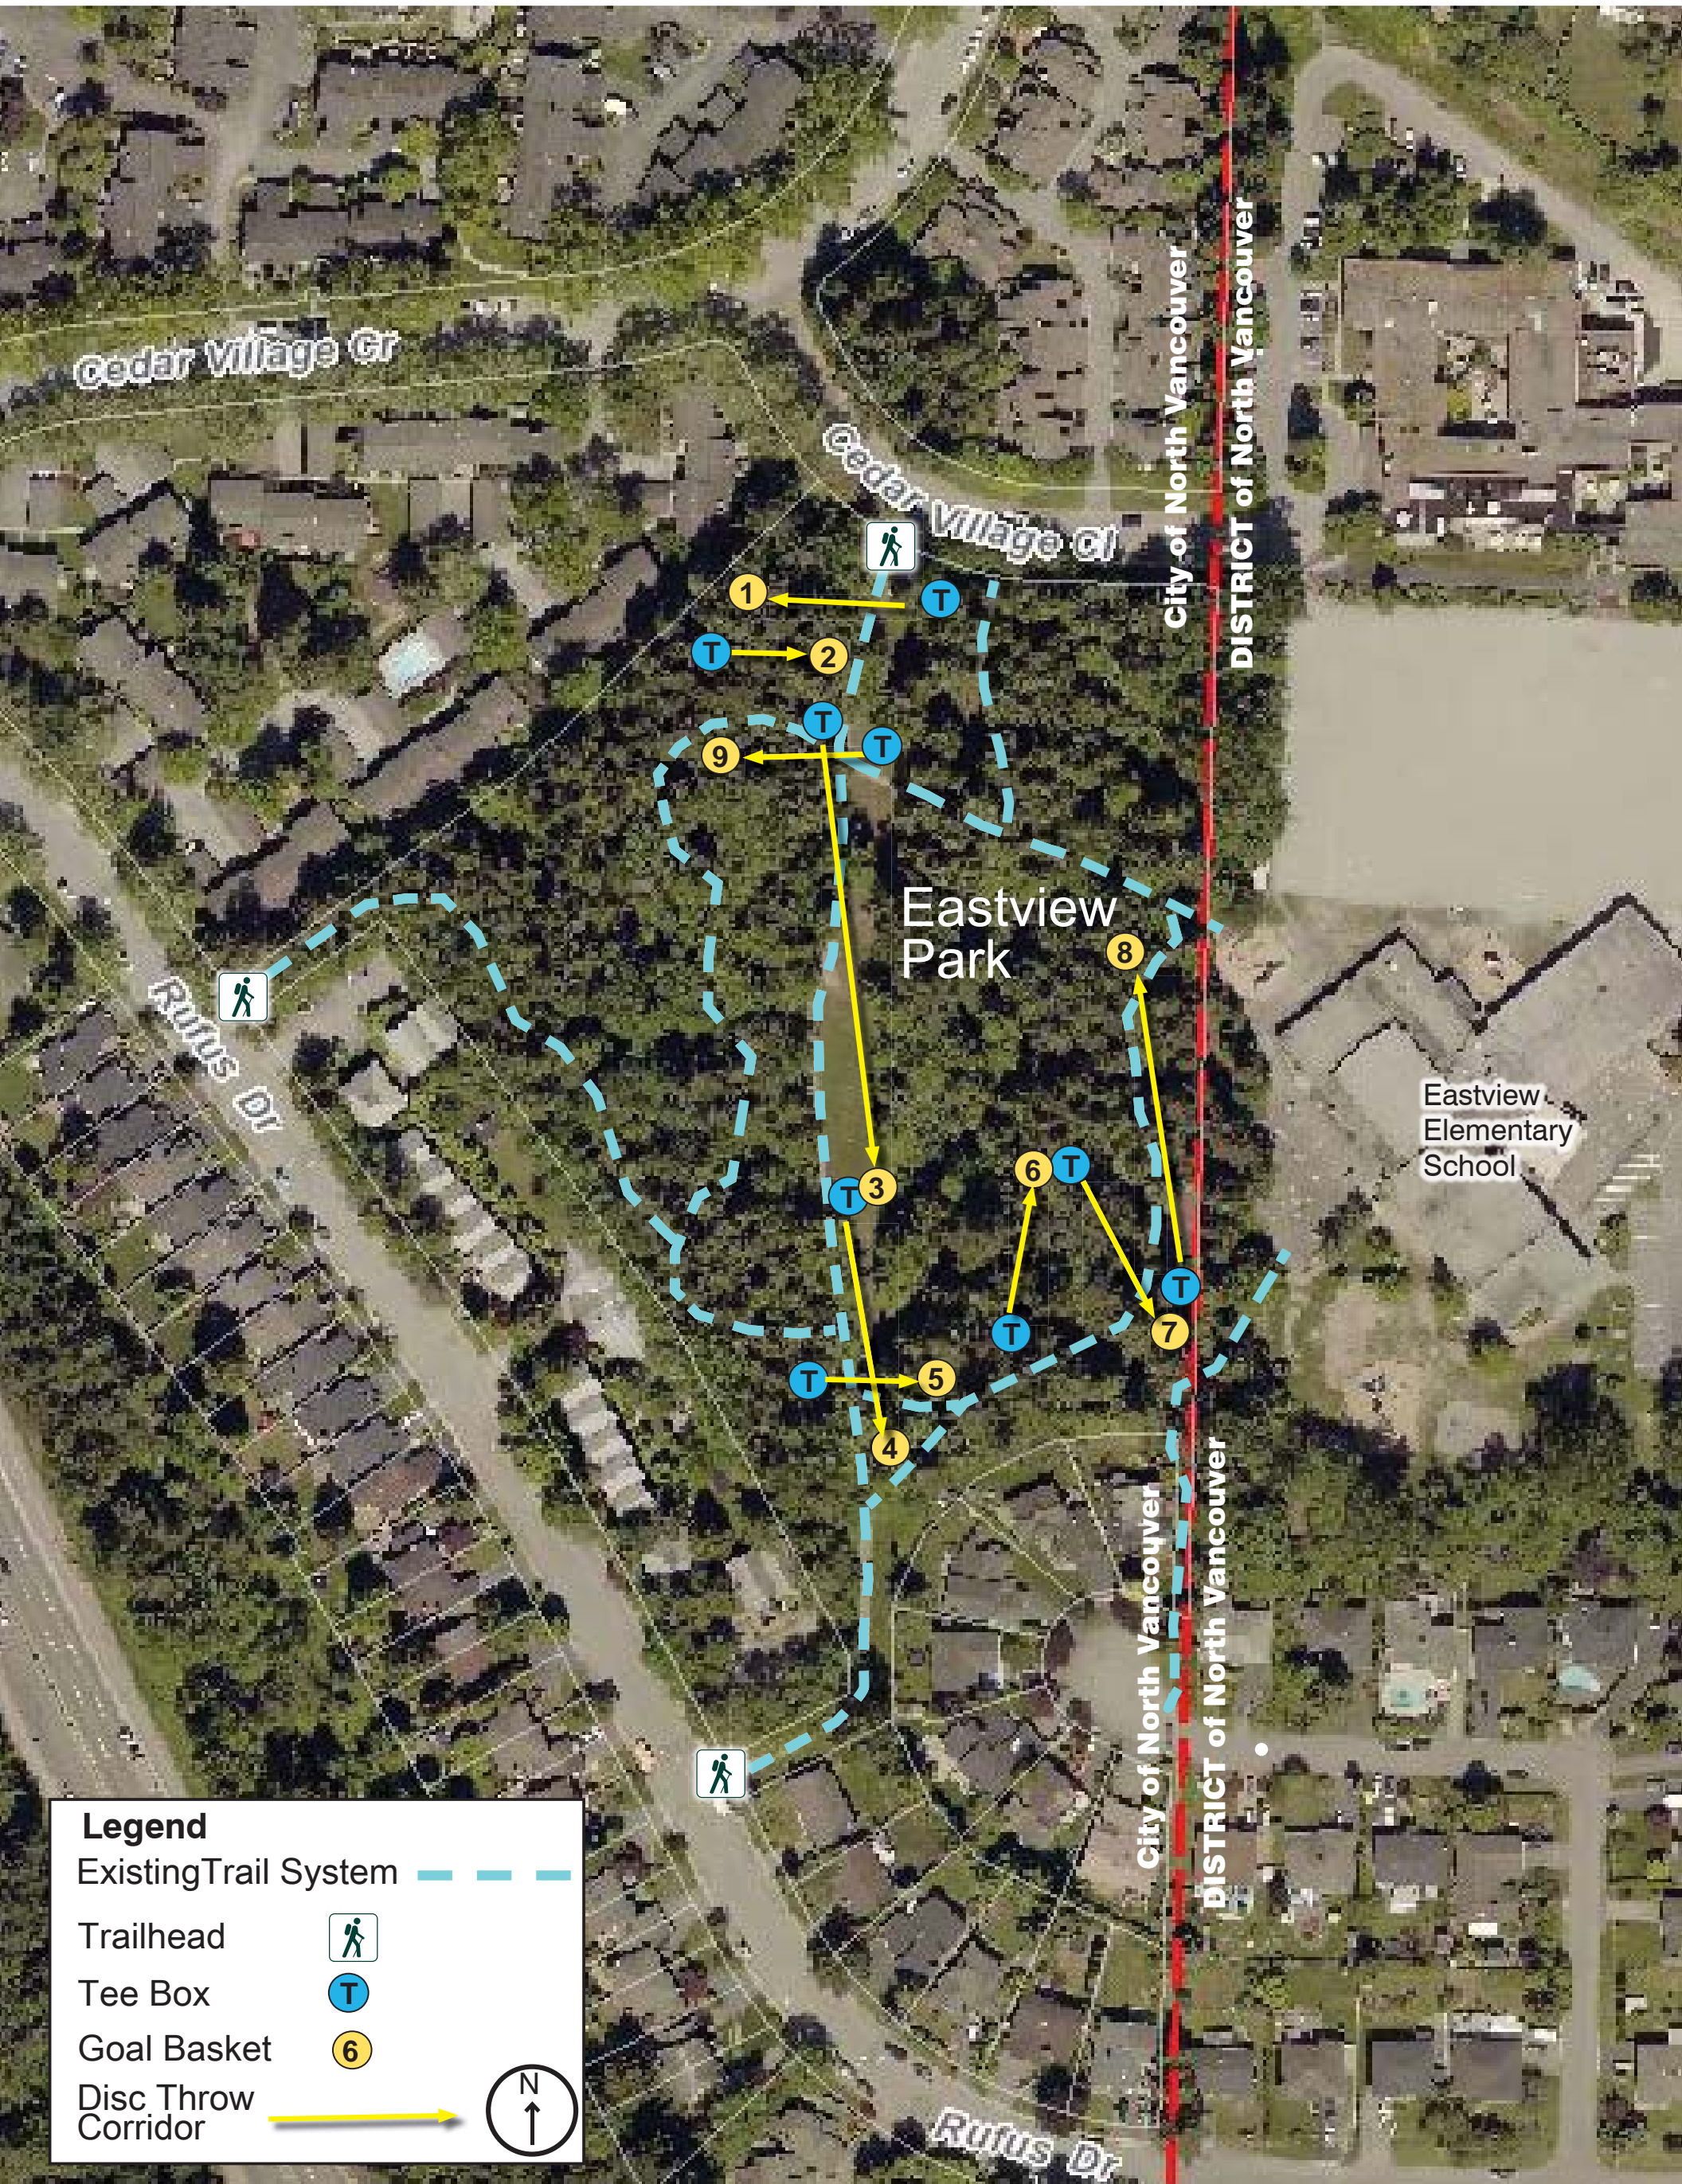 Cedar Village Cr
City of North Vancouver
DISTRICT of North Vancouver
Cedar Village Cl
1
T
T
2
T
T
9
Eastview
Park
8
Rufus Dr
Eastview
Elementary
School
6
T
T
3
T
T
7
T
5
4
City of North Vancouver
DISTRICT of North Vancouver
Legend
ExistingTrail System
Trailhead
Tee Box
T
Goal Basket
6
Disc Throw
Corridor
N
Rufus Dr